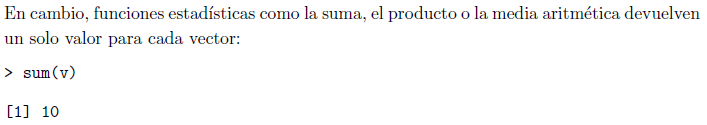 En cambio, funciones estadísticas como la suma, el producto o la media aritmética devuelven
un solo valor para cada vector:
> sum(v)
[1] 10